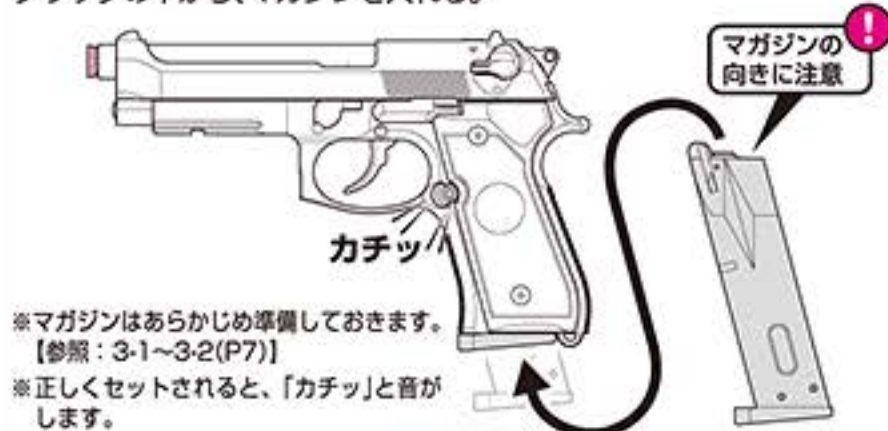 マガジンの
向きに注意
カチッ
※マガジンはあらかじめ準備しておきます。
【参照：3-1～3-2(P7)】
※正しくセットされると、「カチッ」と音が
します。